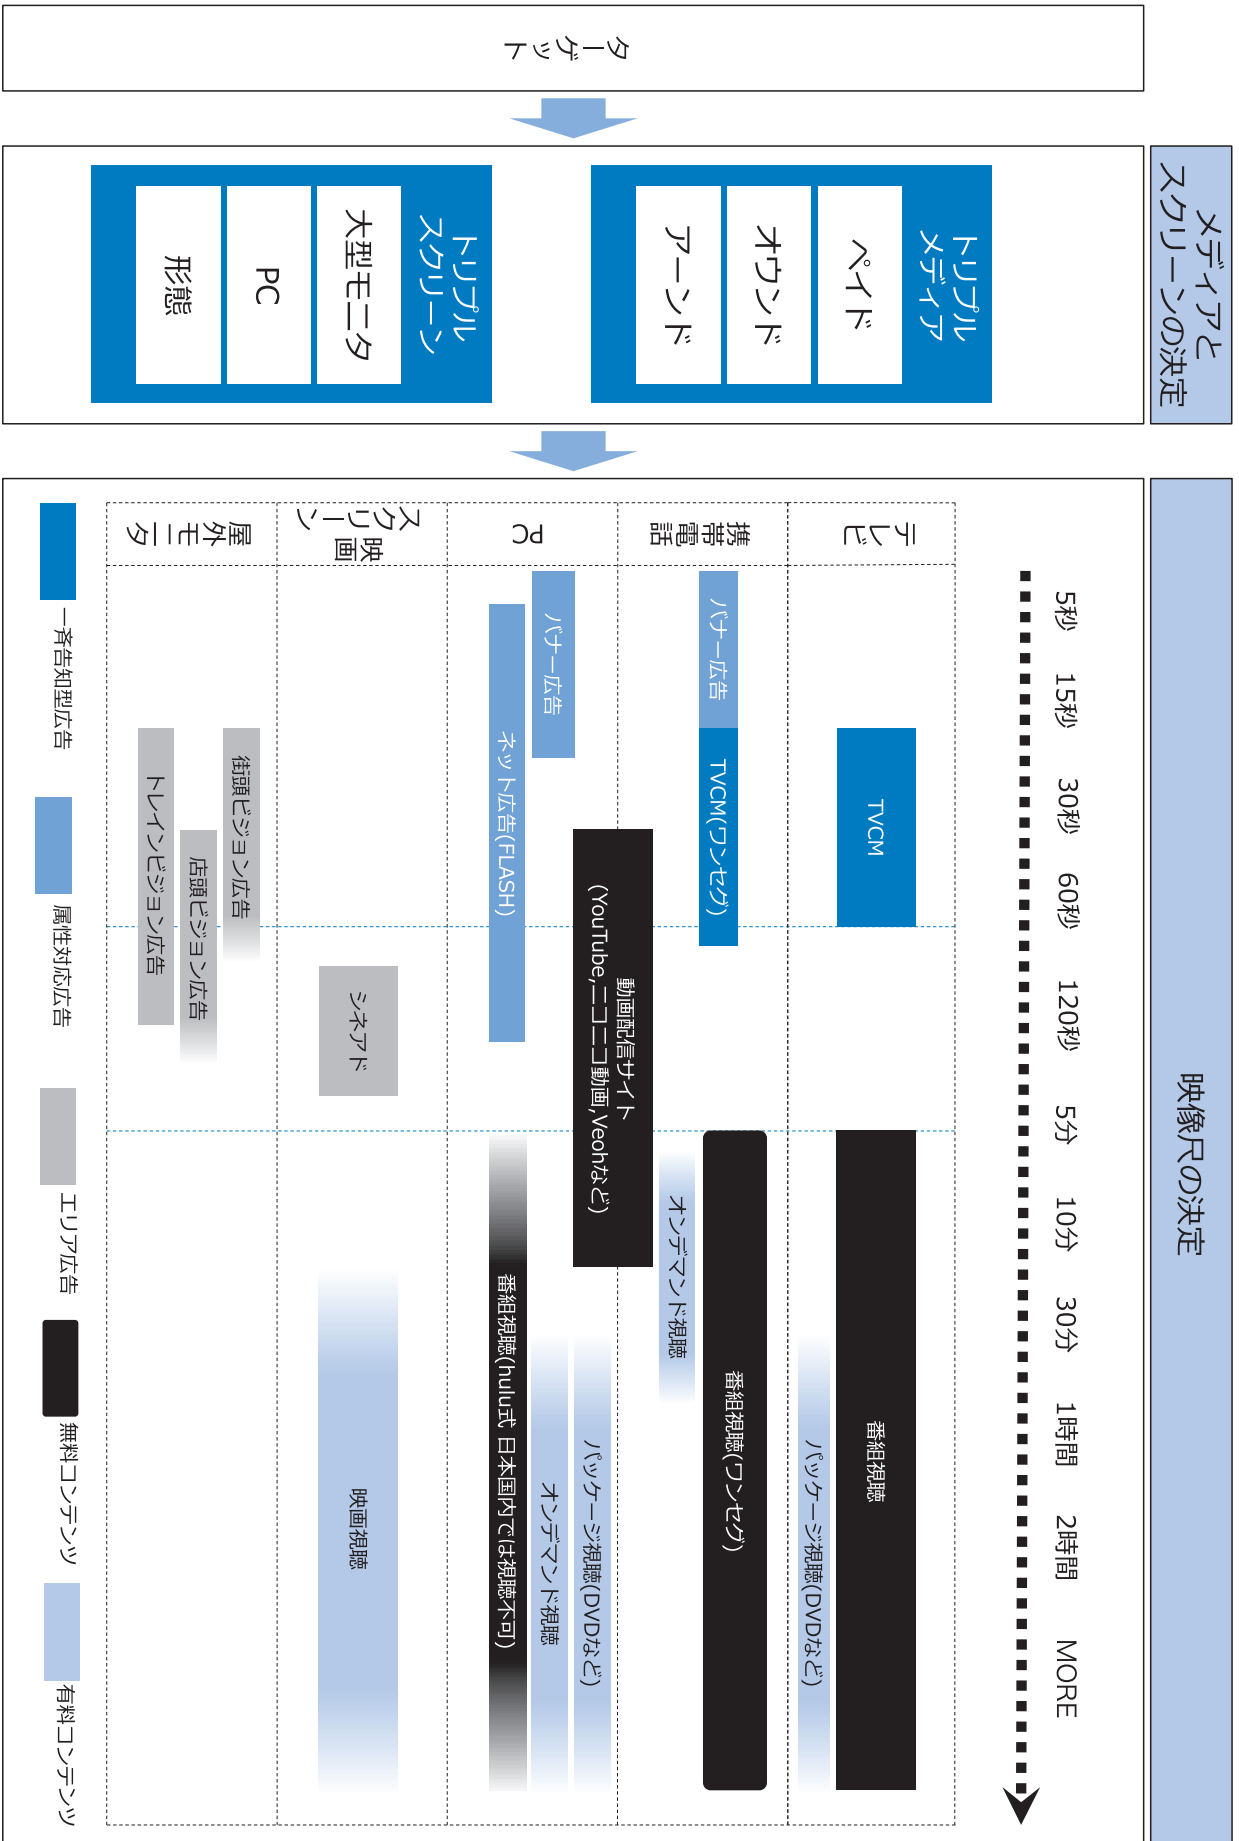 ターゲット
メディアと
スクリーンの決定
トリプル
メディア
ペイド
オウンド
アーンド
トリプル
スクリーン
大型モニタ
PC
形態
映像尺の決定
5秒
15秒
30秒
60秒
120秒
5分
10分
30分
1時間
2時間
MORE
テレビ
TVCM
番組視聴
パッケージ視聴(DVDなど)
携帯電話
バナー広告
TVCM(ワンセグ)
番組視聴(ワンセグ)
オンデマンド視聴
動画配信サイト
(YouTube,ニコニコ動画,Veohなど)
PC
バナー広告
ネット広告(FLASH)
パッケージ視聴(DVDなど)
オンデマンド視聴
番組視聴(hulu式 日本国内では視聴不可)
映画
スクリーン
シネアド
映画視聴
屋外モニタ
街頭ビジョン広告
店頭ビジョン広告
トレインビジョン広告
一斉告知型広告
属性対応広告
エリア広告
無料コンテンツ
有料コンテンツ